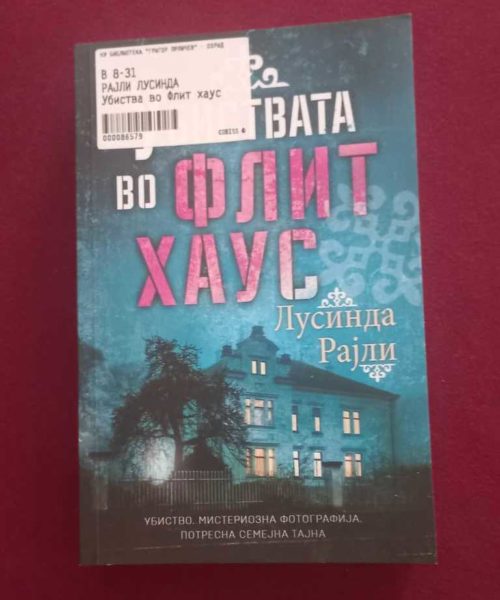 НУ БИБЛИОТЕКА "ГРИГОР ПРЛИЧЕВ" - ОХРИД
В 8-31
РАЈЛИ ЛУСИНДА
Убиства во Флит хаус
000086579
COBISS
ТВАТА
ВО ФЛИТ
ХАУС
Лусинда
Рајли
УБИСТВО. МИСТЕРИОЗНА ФОТОГРАФИЈА.
ПОТРЕСНА СЕМЕЈНА ТАЈНА